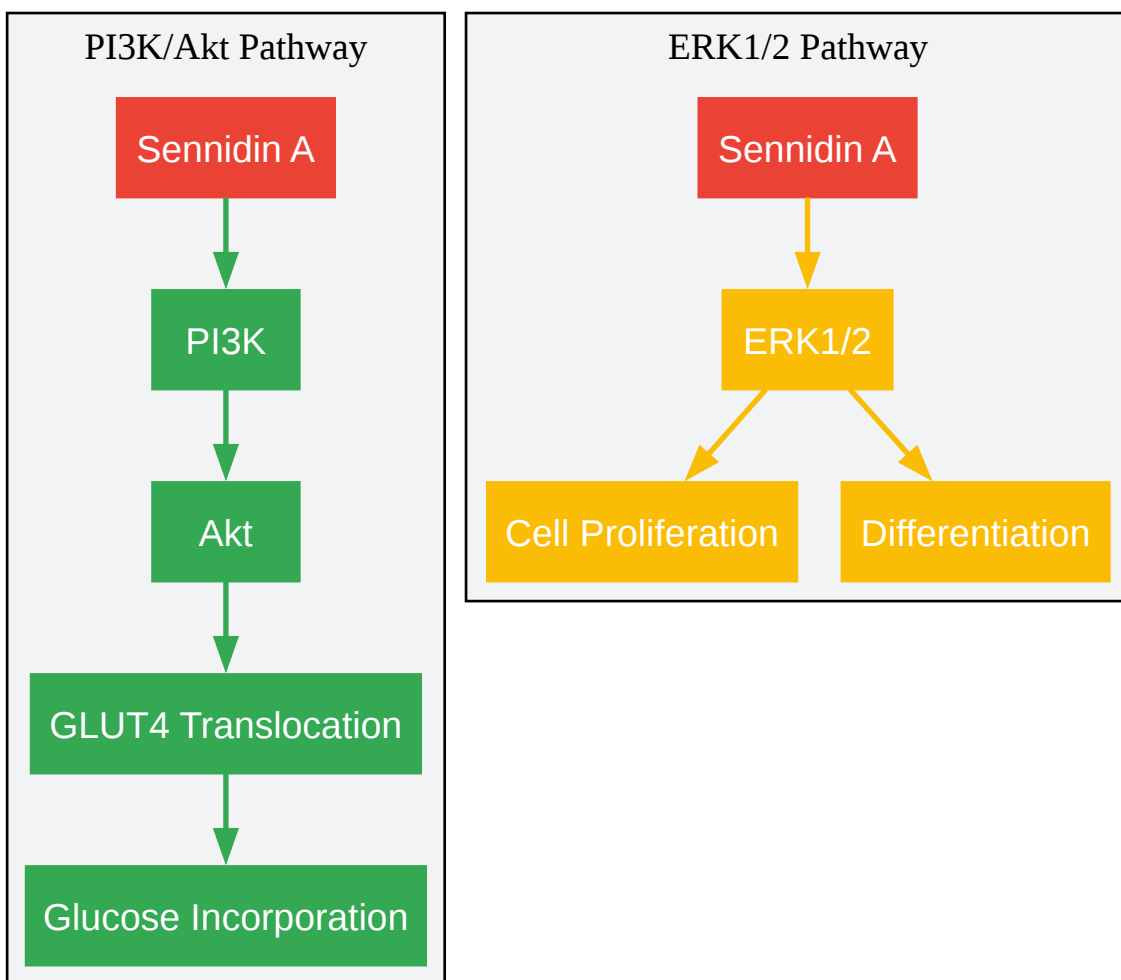 PI3K/Akt Pathway
Sennidin A
PI3K
Akt
GLUT4 Translocation
Glucose Incorporation
ERK1/2 Pathway
Sennidin A
ERK1/2
Cell Proliferation
Differentiation